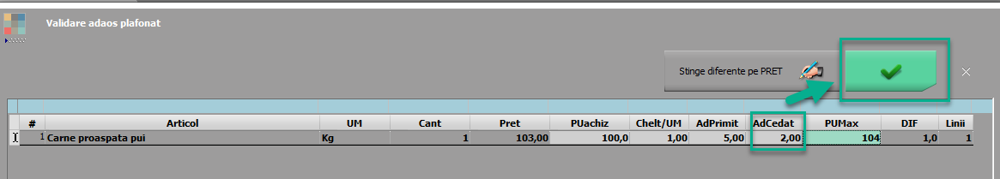 Validare adaos plafonat
Stinge diferente pe PRET
# Articol UM Cant Pret PUachiz Chelt/UM AdPrimit AdCedat PUMax DIF Linii
1 Carne proaspata pui Kg 1 103,00 100,0 1,00 5,00 2,00 104 1,0 1